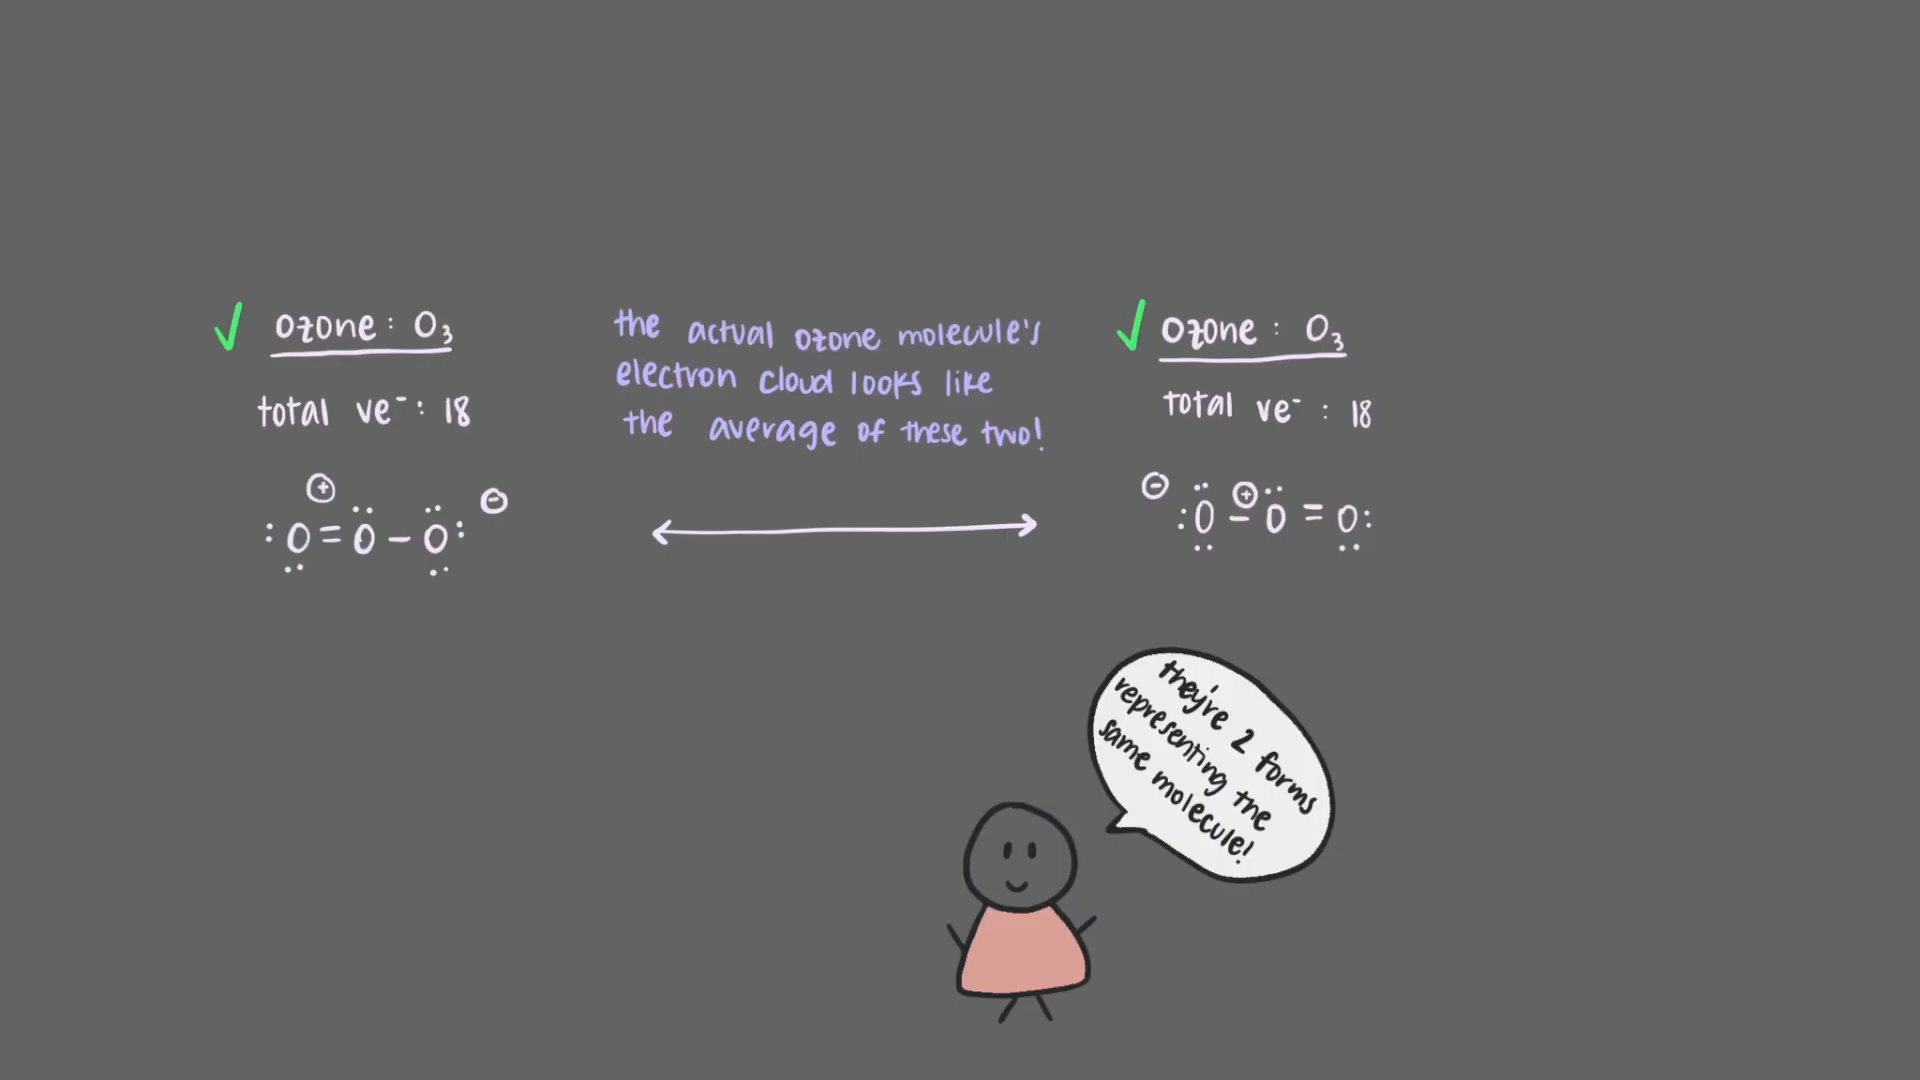 ozone : O₃
total ve⁻ : 18
:O=O-O:
the actual ozone molecule's
electron cloud looks like
the average of these two!
ozone : O₃
total ve⁻ : 18
:O-O=O:
they're 2 forms
representing the
same molecule!